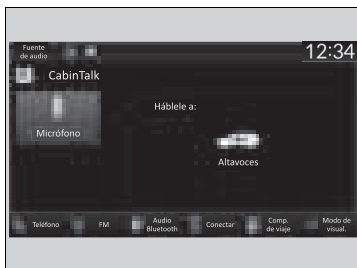 Fuente
de audio
12:34
CabinTalk
Micrófono
Háblele a:
Altavoces
Teléfono
FM
Audio
Bluetooth
Conectar
Comp.
de viaje
Modo de
visual.